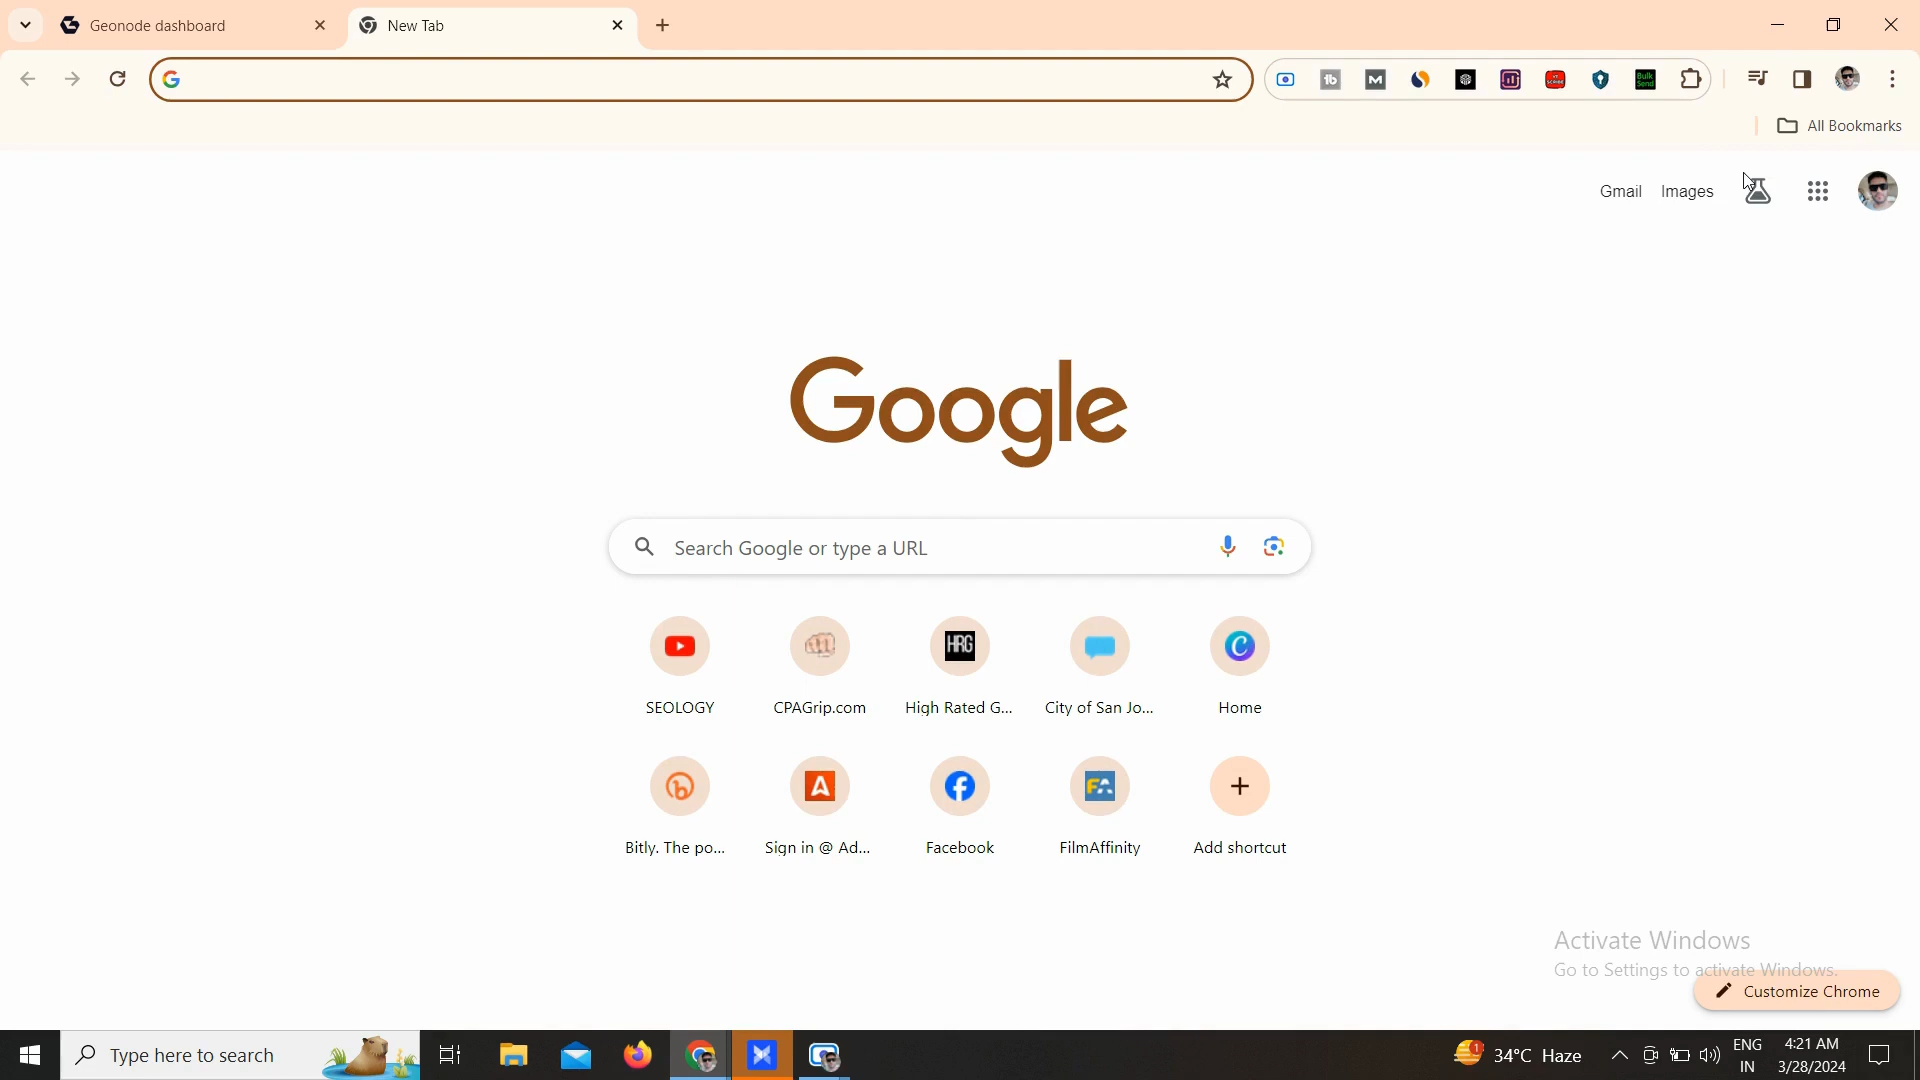 Geonode dashboard
New Tab
All Bookmarks
Gmail Images
Google
Search Google or type a URL
SEOLOGY
CPAGrip.com
High Rated G...
City of San Jo...
Home
Bitly. The po...
Sign in @ Ad...
Facebook
FilmAffinity
Add shortcut
Activate Windows
Go to Settings to activate Windows.
Customize Chrome
Type here to search
34°C Haze
ENG
IN
4:21 AM
3/28/2024